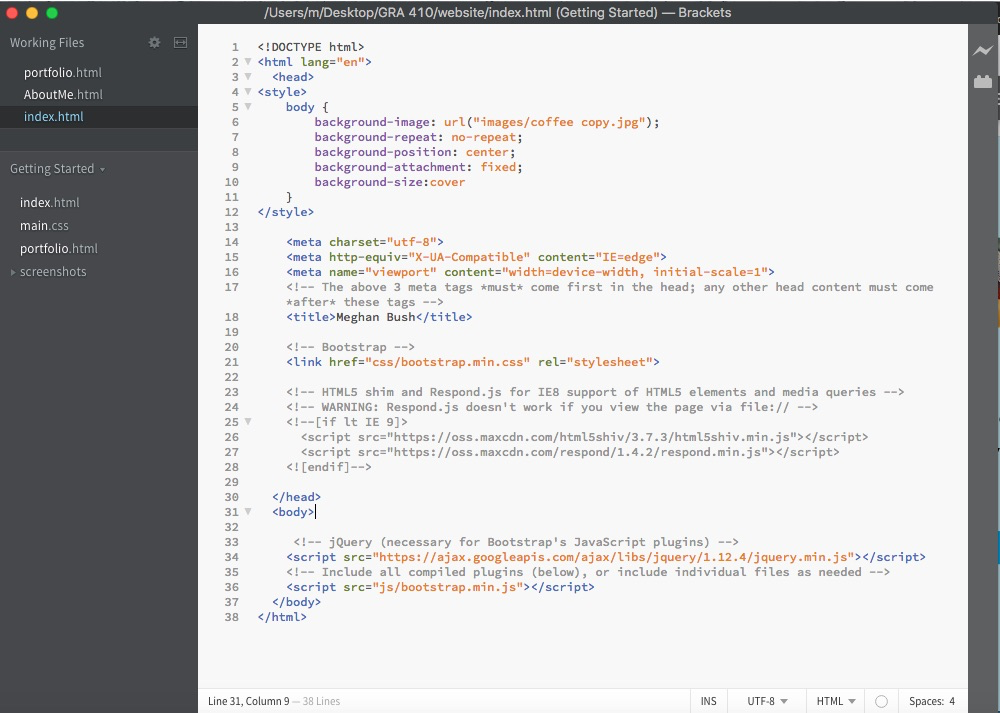 /Users/m/Desktop/GRA 410/website/index.html (Getting Started) — Brackets
Working Files
portfolio.html
AboutMe.html
index.html
Getting Started
index.html
main.css
portfolio.html
screenshots
1 <!DOCTYPE html>
2 <html lang="en">
3 <head>
4 <style>
5 body {
6 background-image: url("images/coffee copy.jpg");
7 background-repeat: no-repeat;
8 background-position: center;
9 background-attachment: fixed;
10 background-size:cover
11 }
12 </style>
13
14 <meta charset="utf-8">
15 <meta http-equiv="X-UA-Compatible" content="IE=edge">
16 <meta name="viewport" content="width=device-width, initial-scale=1">
17 <!-- The above 3 meta tags *must* come first in the head; any other head content must come
*after* these tags -->
18 <title>Meghan Bush</title>
19
20 <!-- Bootstrap -->
21 <link href="css/bootstrap.min.css" rel="stylesheet">
22
23 <!-- HTML5 shim and Respond.js for IE8 support of HTML5 elements and media queries -->
24 <!-- WARNING: Respond.js doesn't work if you view the page via file:// -->
25 <!--[if lt IE 9]>
26 <script src="https://oss.maxcdn.com/html5shiv/3.7.3/html5shiv.min.js"></script>
27 <script src="https://oss.maxcdn.com/respond/1.4.2/respond.min.js"></script>
28 <![endif]-->
29
30 </head>
31 <body>
32
33 <!-- jQuery (necessary for Bootstrap's JavaScript plugins) -->
34 <script src="https://ajax.googleapis.com/ajax/libs/jquery/1.12.4/jquery.min.js"></script>
35 <!-- Include all compiled plugins (below), or include individual files as needed -->
36 <script src="js/bootstrap.min.js"></script>
37 </body>
38 </html>
Line 31, Column 9 — 38 Lines
INS
UTF-8
HTML
Spaces: 4